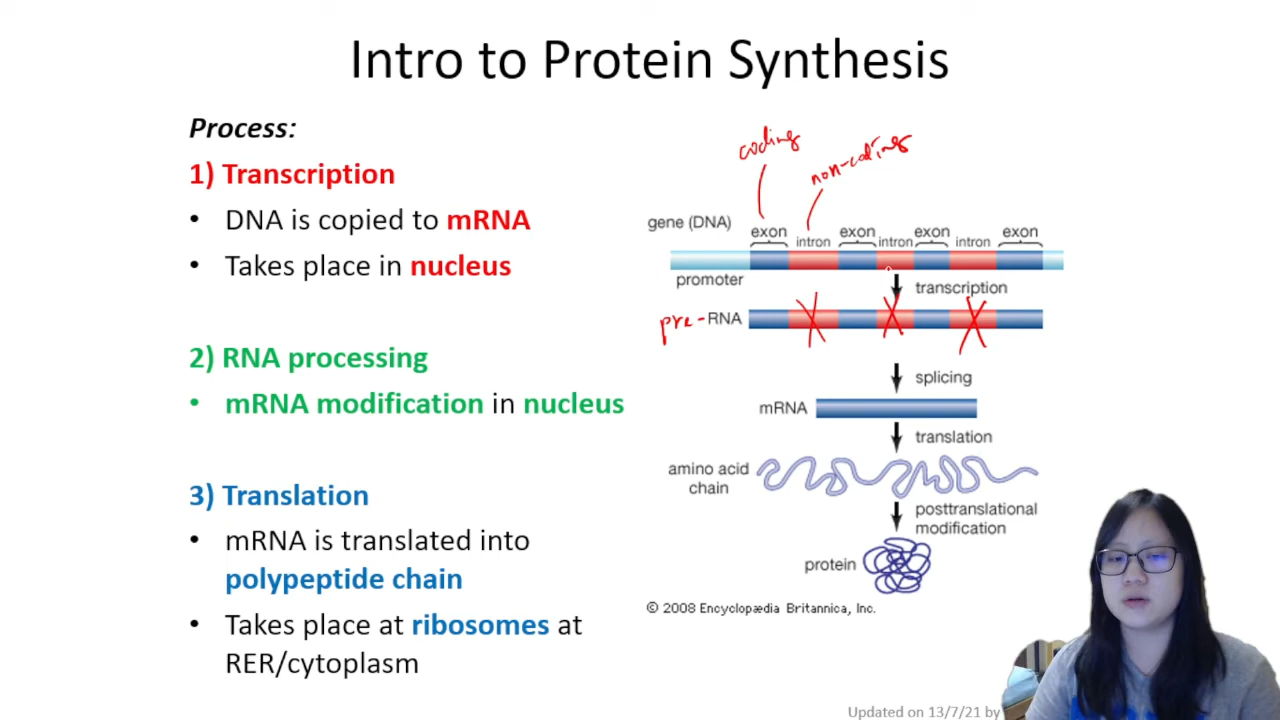 Intro to Protein Synthesis
Process:
1) Transcription
• DNA is copied to mRNA
• Takes place in nucleus
2) RNA processing
• mRNA modification in nucleus
3) Translation
• mRNA is translated into
polypeptide chain
• Takes place at ribosomes at
RER/cytoplasm
coding
non-coding
gene (DNA)
exon intron exon intron exon intron exon
promoter
transcription
pre-RNA
splicing
mRNA
translation
amino acid
chain
posttranslational
modification
protein
© 2008 Encyclopædia Britannica, Inc.
Updated on 13/7/21 by